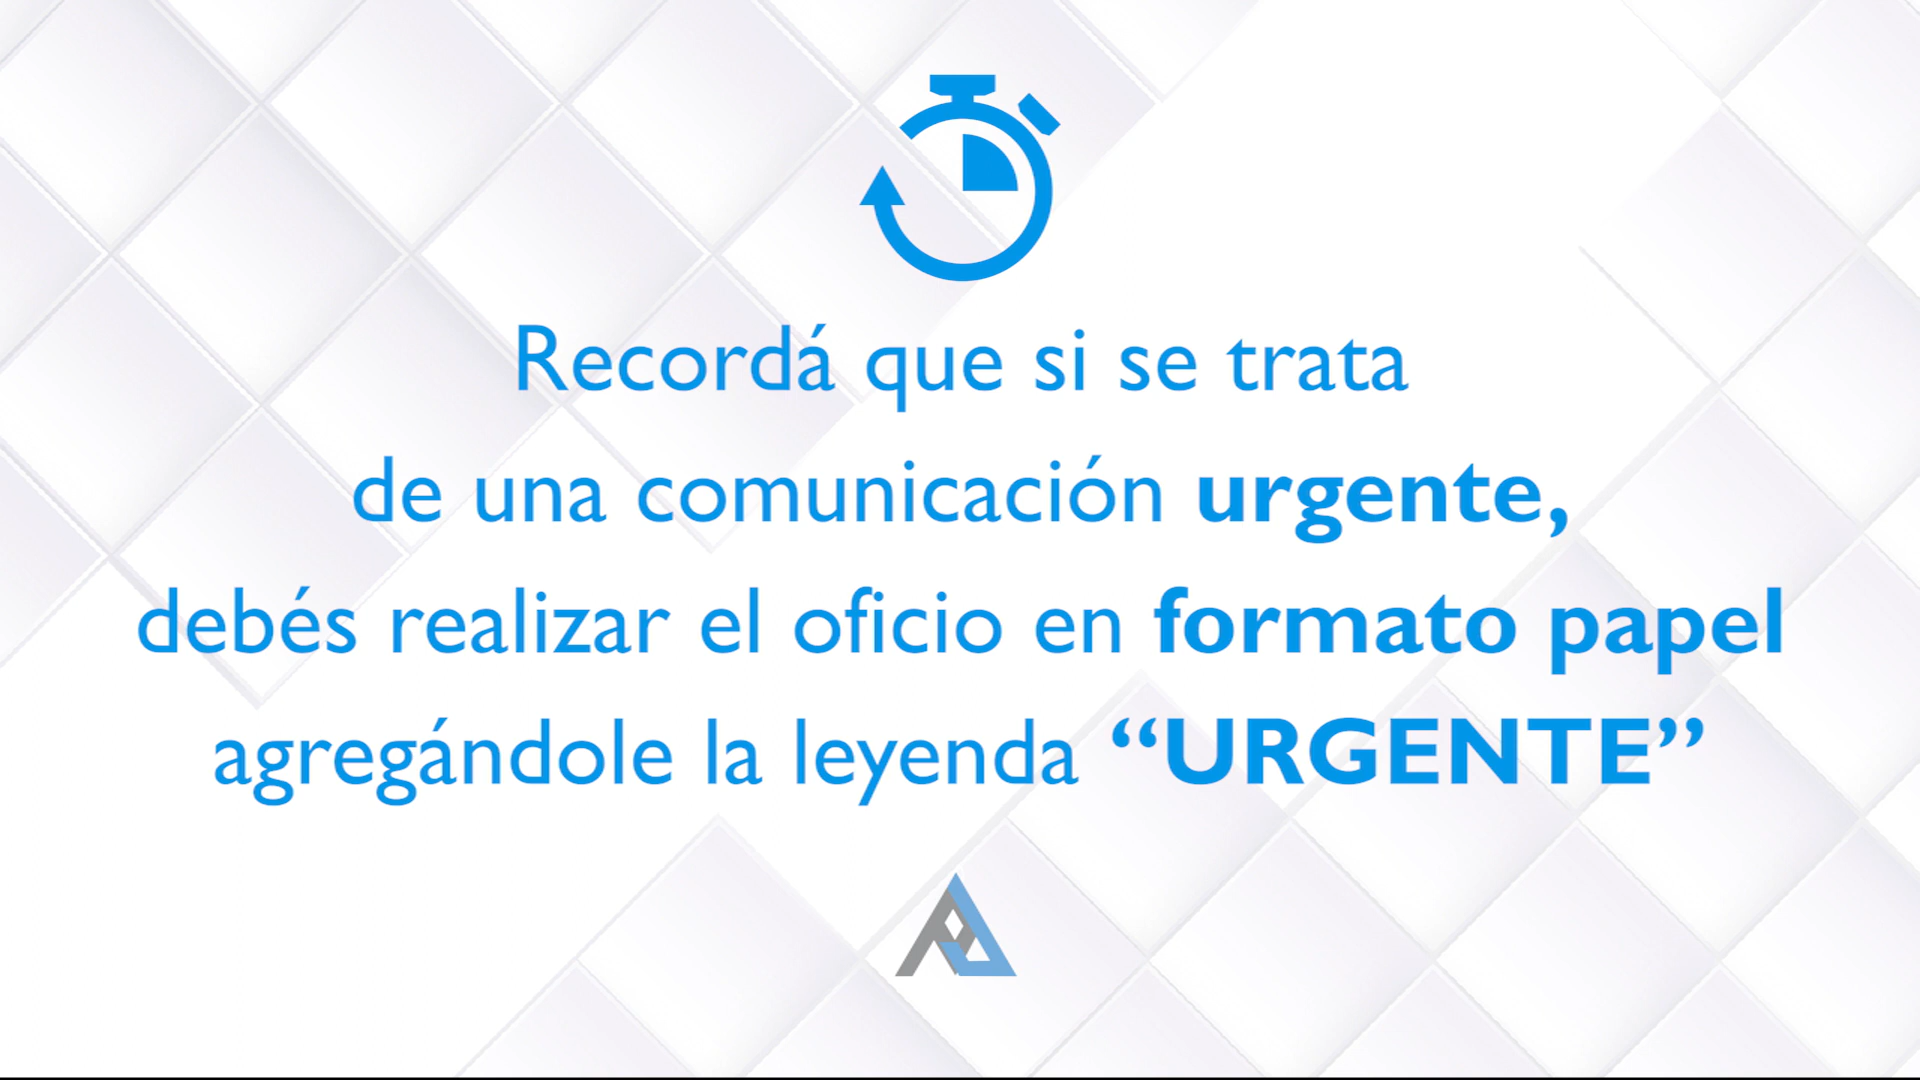 Recordá que si se trata
de una comunicación urgente,
debés realizar el oficio en formato papel
agregándole la leyenda “URGENTE”